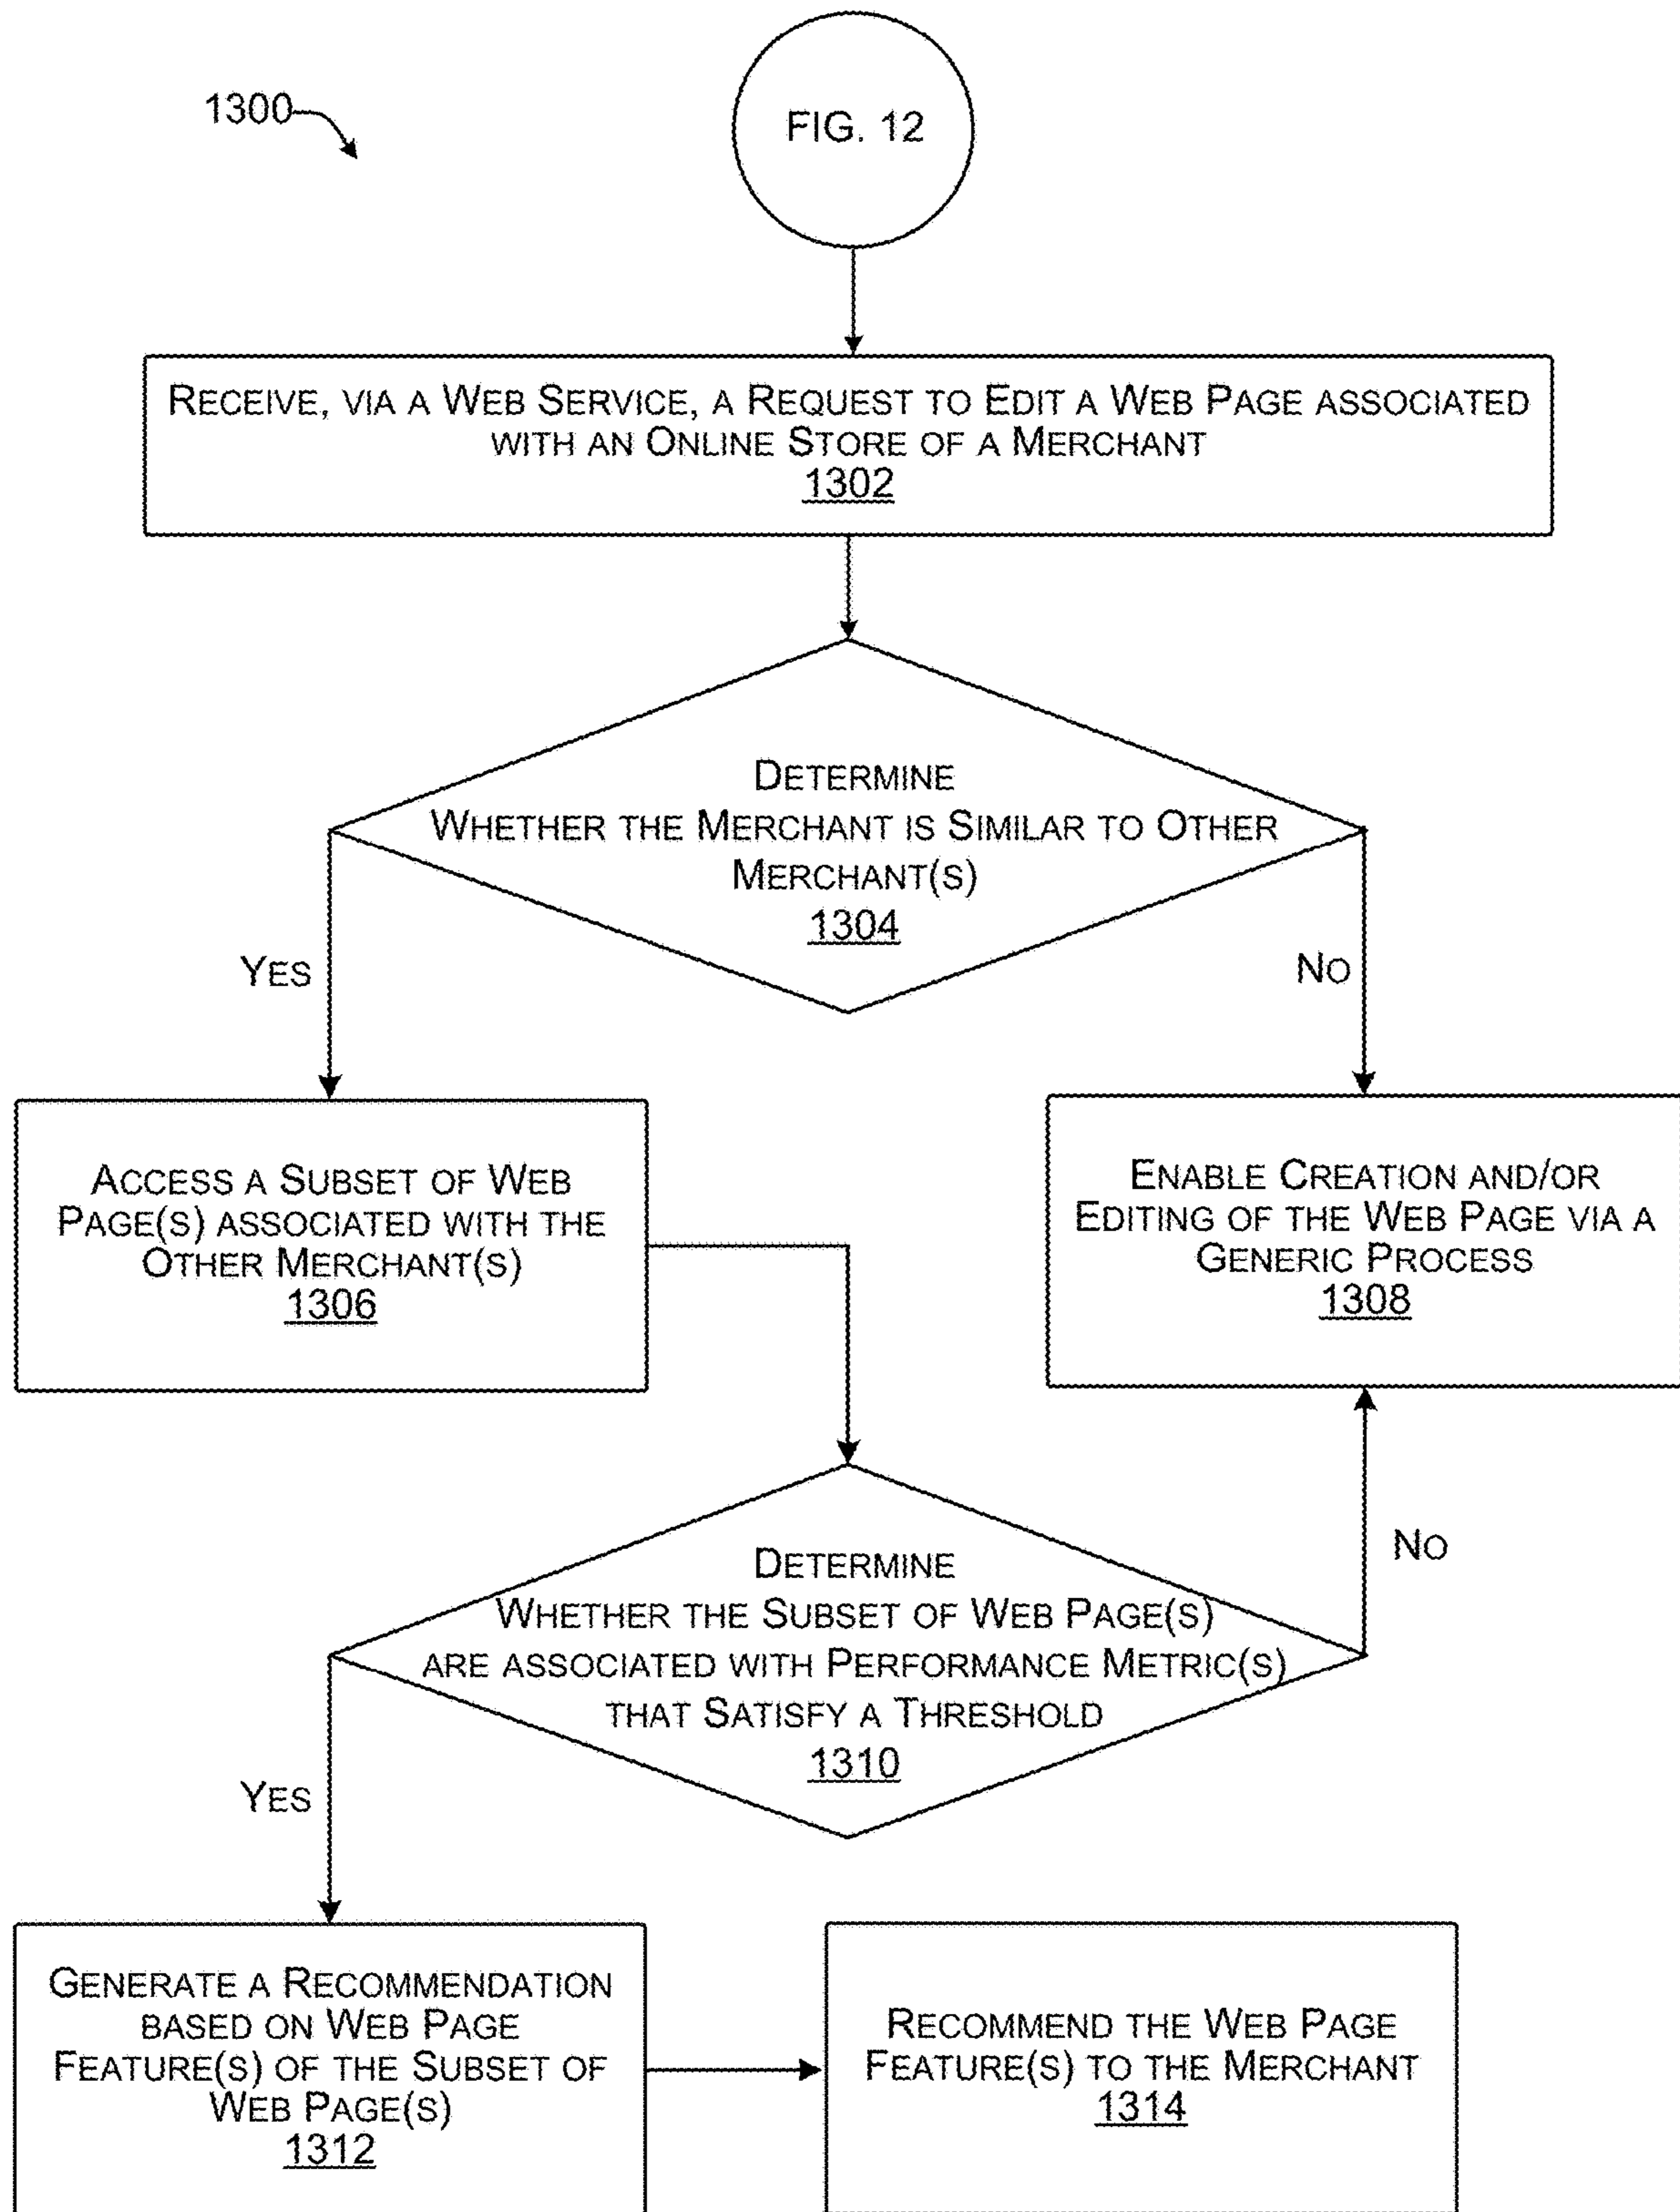 1300
FIG. 12
RECEIVE, VIA A WEB SERVICE, A REQUEST TO EDIT A WEB PAGE ASSOCIATED
WITH AN ONLINE STORE OF A MERCHANT
1302
DETERMINE
WHETHER THE MERCHANT IS SIMILAR TO OTHER
MERCHANT(S)
1304
YES
NO
ACCESS A SUBSET OF WEB
PAGE(S) ASSOCIATED WITH THE
OTHER MERCHANT(S)
1306
ENABLE CREATION AND/OR
EDITING OF THE WEB PAGE VIA A
GENERIC PROCESS
1308
DETERMINE
WHETHER THE SUBSET OF WEB PAGE(S)
ARE ASSOCIATED WITH PERFORMANCE METRIC(S)
THAT SATISFY A THRESHOLD
1310
NO
YES
GENERATE A RECOMMENDATION
BASED ON WEB PAGE
FEATURE(S) OF THE SUBSET OF
WEB PAGE(S)
1312
RECOMMEND THE WEB PAGE
FEATURE(S) TO THE MERCHANT
1314